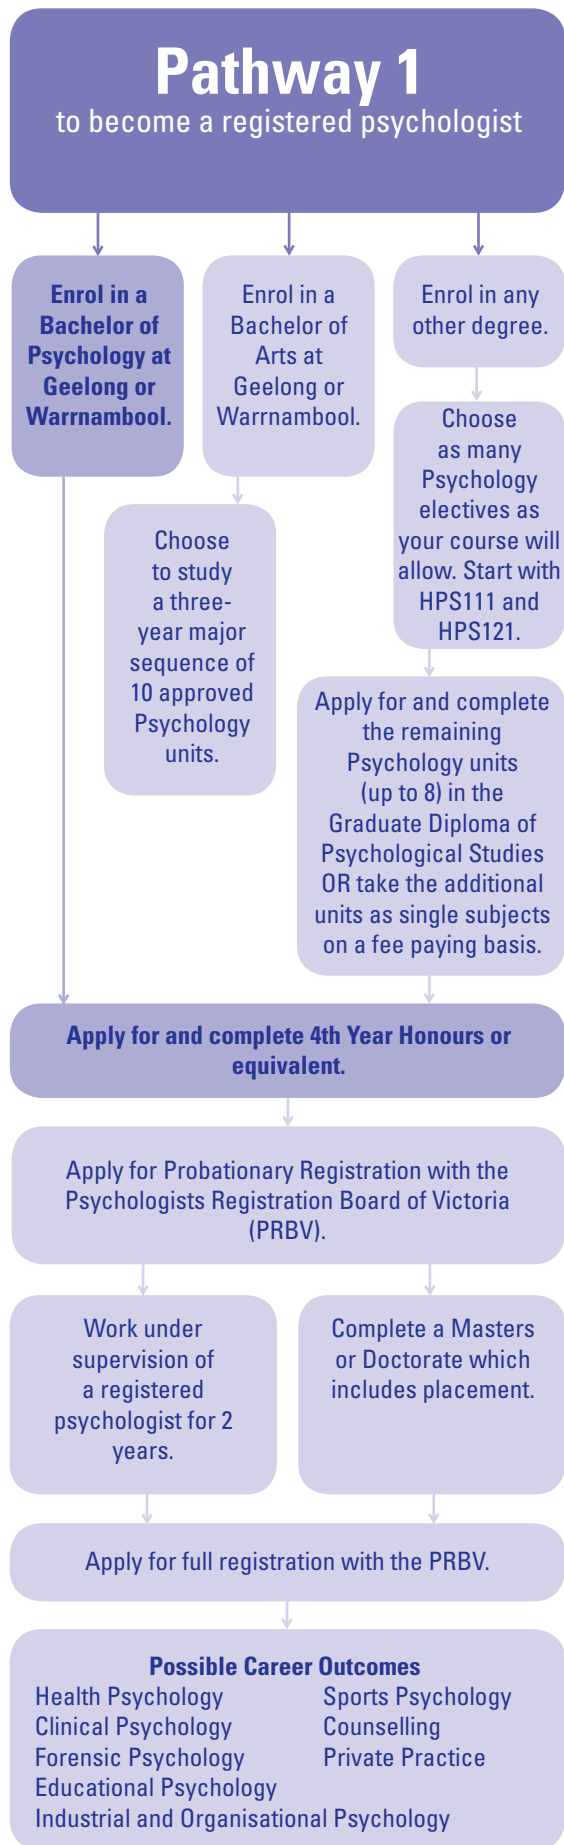 Pathway 1
to become a registered psychologist
Enrol in a
Bachelor of
Psychology at
Geelong or
Warrnambool.
Enrol in a
Bachelor of
Arts at
Geelong or
Warrnambool.
Enrol in any
other degree.
Choose
to study
a three-
year major
sequence of
10 approved
Psychology
units.
Choose
as many
Psychology
electives as
your course will
allow. Start with
HPS111 and
HPS121.
Apply for and complete
the remaining
Psychology units
(up to 8) in the
Graduate Diploma of
Psychological Studies
OR take the additional
units as single subjects
on a fee paying basis.
Apply for and complete 4th Year Honours or
equivalent.
Apply for Probationary Registration with the
Psychologists Registration Board of Victoria
(PRBV).
Work under
supervision of
a registered
psychologist for 2
years.
Complete a Masters
or Doctorate which
includes placement.
Apply for full registration with the PRBV.
Possible Career Outcomes
Health Psychology
Clinical Psychology
Forensic Psychology
Educational Psychology
Industrial and Organisational Psychology
Sports Psychology
Counselling
Private Practice